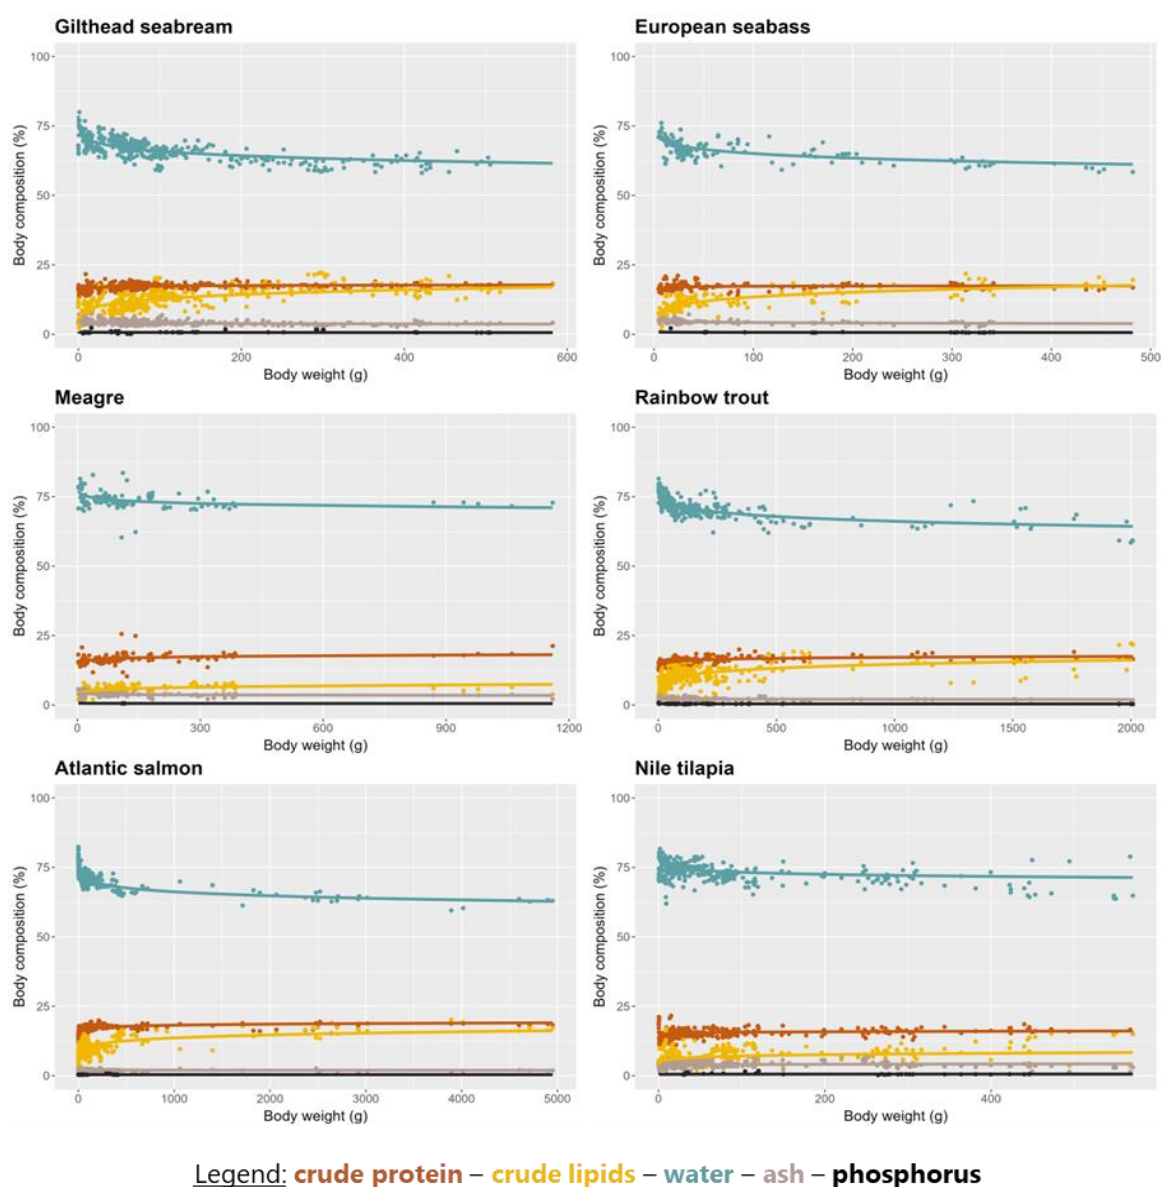 Gilthead seabream
100
75
50
25
0
Body composition (%)
0 200 400 600
Body weight (g)
European seabass
100
75
50
25
0
Body composition (%)
0 100 200 300 400 500
Body weight (g)
Meagre
100
75
50
25
0
Body composition (%)
0 300 600 900 1200
Body weight (g)
Rainbow trout
100
75
50
25
0
Body composition (%)
0 500 1000 1500 2000
Body weight (g)
Atlantic salmon
100
75
50
25
0
Body composition (%)
0 1000 2000 3000 4000 5000
Body weight (g)
Nile tilapia
100
75
50
25
0
Body composition (%)
0 200 400
Body weight (g)
Legend: crude protein – crude lipids – water – ash – phosphorus